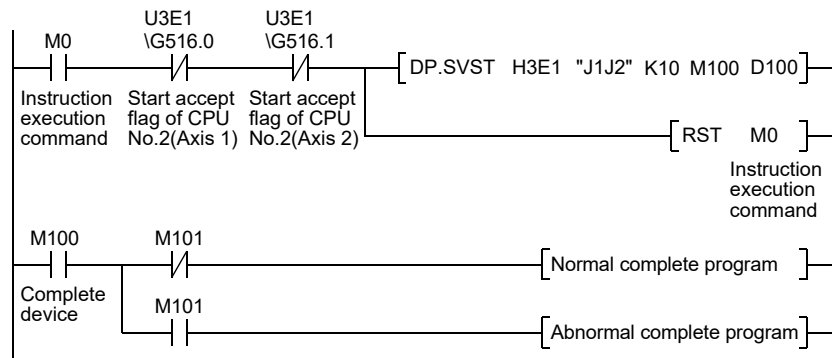 U3E1 U3E1
M0 \G516.0 \G516.1
DP.SVST H3E1 "J1J2" K10 M100 D100
Instruction execution command
Start accept flag of CPU No.2(Axis 1)
Start accept flag of CPU No.2(Axis 2)
RST M0
Instruction
execution
command
M100 M101
Normal complete program
Complete
device
M101
Abnormal complete program